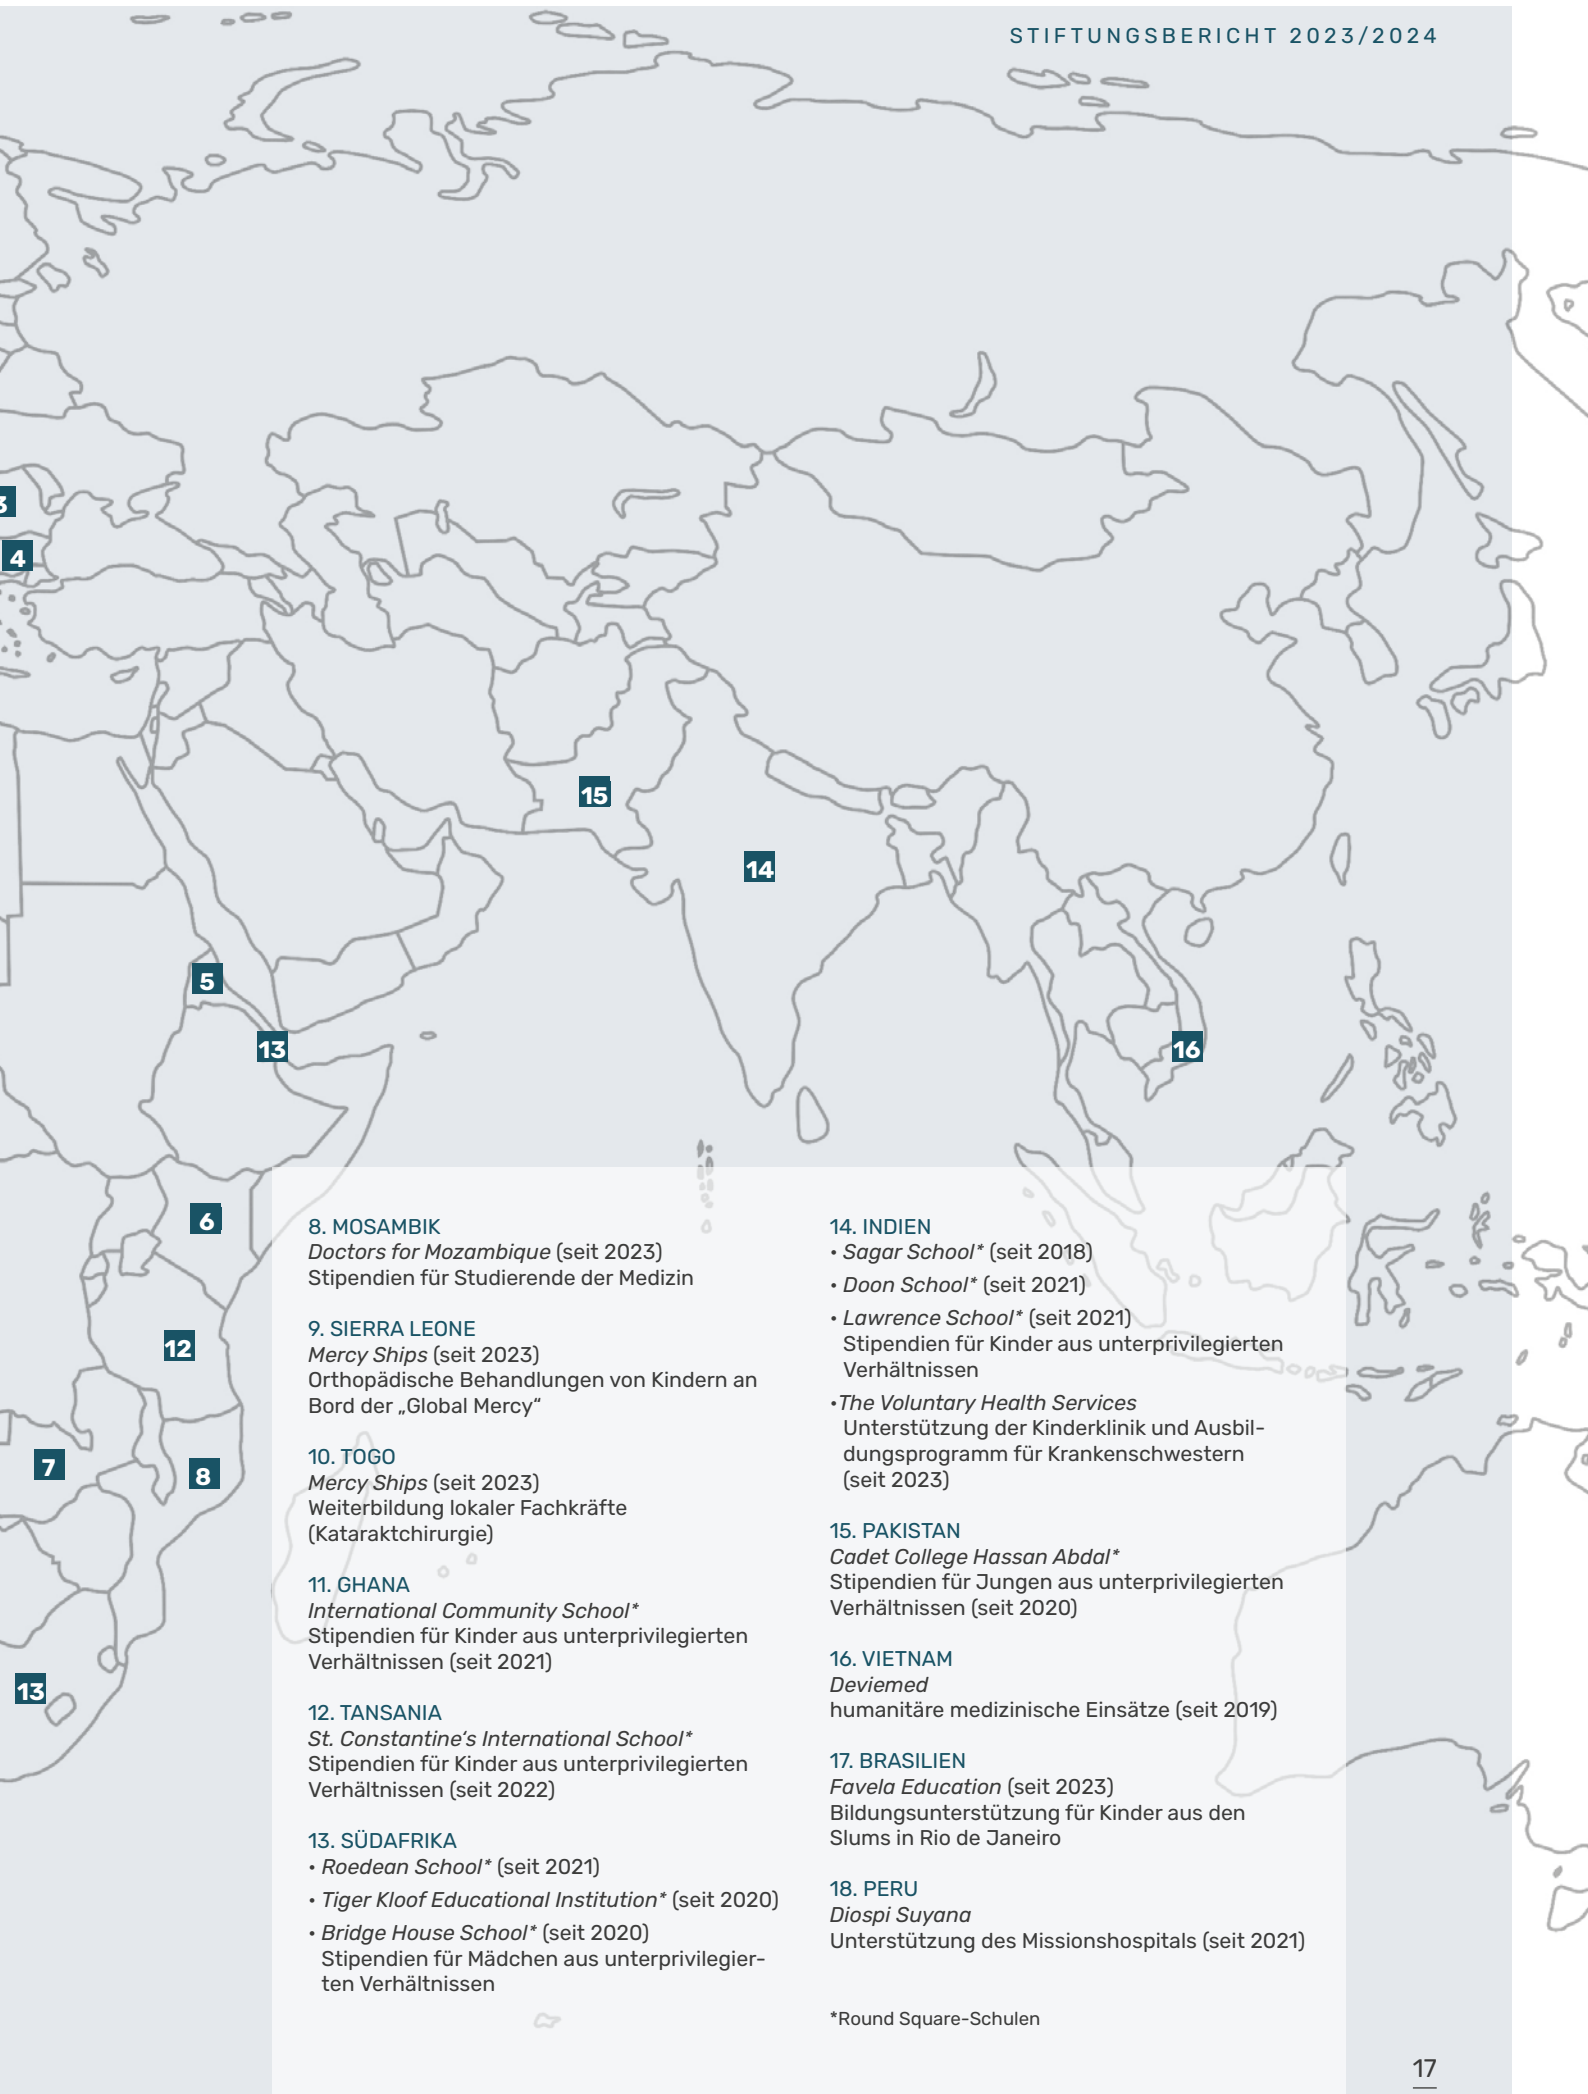 STIFTUNGSBERICHT 2023/2024
3
4
15
14
5
13
16
6
12
7
8
13
8. MOSAMBIK
Doctors for Mozambique (seit 2023)
Stipendien für Studierende der Medizin
9. SIERRA LEONE
Mercy Ships (seit 2023)
Orthopädische Behandlungen von Kindern an
Bord der „Global Mercy“
10. TOGO
Mercy Ships (seit 2023)
Weiterbildung lokaler Fachkräfte
(Kataraktchirurgie)
11. GHANA
International Community School*
Stipendien für Kinder aus unterprivilegierten
Verhältnissen (seit 2021)
12. TANSANIA
St. Constantine‘s International School*
Stipendien für Kinder aus unterprivilegierten
Verhältnissen (seit 2022)
13. SÜDAFRIKA
• Roedean School* (seit 2021)
• Tiger Kloof Educational Institution* (seit 2020)
• Bridge House School* (seit 2020)
Stipendien für Mädchen aus unterprivilegier-
ten Verhältnissen
14. INDIEN
• Sagar School* (seit 2018)
• Doon School* (seit 2021)
• Lawrence School* (seit 2021)
Stipendien für Kinder aus unterprivilegierten
Verhältnissen
•The Voluntary Health Services
Unterstützung der Kinderklinik und Ausbil-
dungsprogramm für Krankenschwestern
(seit 2023)
15. PAKISTAN
Cadet College Hassan Abdal*
Stipendien für Jungen aus unterprivilegierten
Verhältnissen (seit 2020)
16. VIETNAM
Deviemed
humanitäre medizinische Einsätze (seit 2019)
17. BRASILIEN
Favela Education (seit 2023)
Bildungsunterstützung für Kinder aus den
Slums in Rio de Janeiro
18. PERU
Diospi Suyana
Unterstützung des Missionshospitals (seit 2021)
*Round Square-Schulen
17